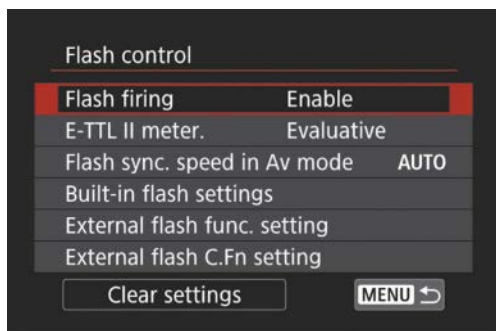 Flash control
Flash firing Enable
E-TTL II meter. Evaluative
Flash sync. speed in Av mode AUTO
Built-in flash settings
External flash func. setting
External flash C.Fn setting
Clear settings MENU